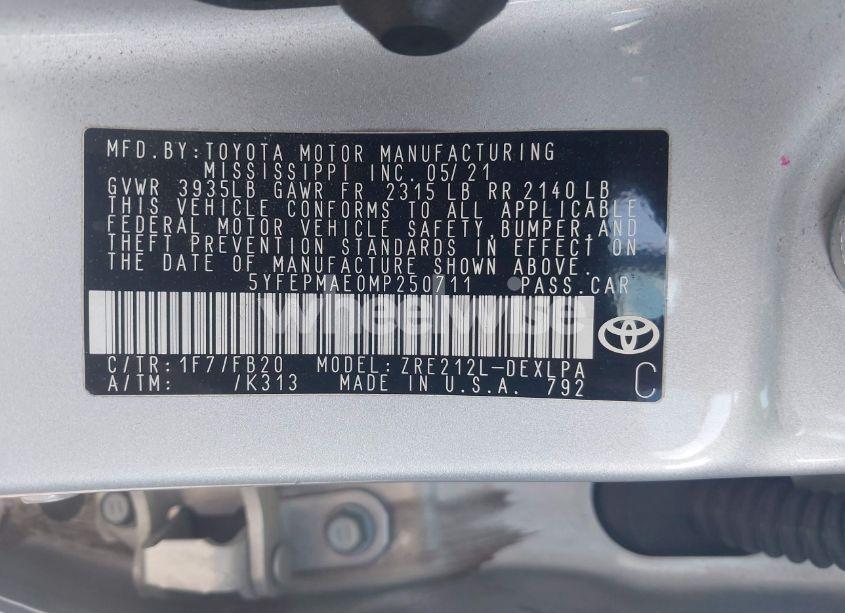 MFD.BY:TOYOTA MOTOR MANUFACTURING
MISSISSIPPI INC. 05/21
GVWR 3935LB GAWR FR 2315 LB RR 2140 LB
THIS VEHICLE CONFORMS TO ALL APPLICABLE
FEDERAL MOTOR VEHICLE SAFETY,BUMPER,AND
THEFT PREVENTION STANDARDS IN EFFECT ON
THE DATE OF MANUFACTURE SHOWN ABOVE.
5YFEPMAE0MP250711 PASS.CAR
Wheelwise
C/TR:1F7/FB20 MODEL:ZRE212L-DEXLPA
A/TM: /K313 MADE IN U.S.A. 792 C